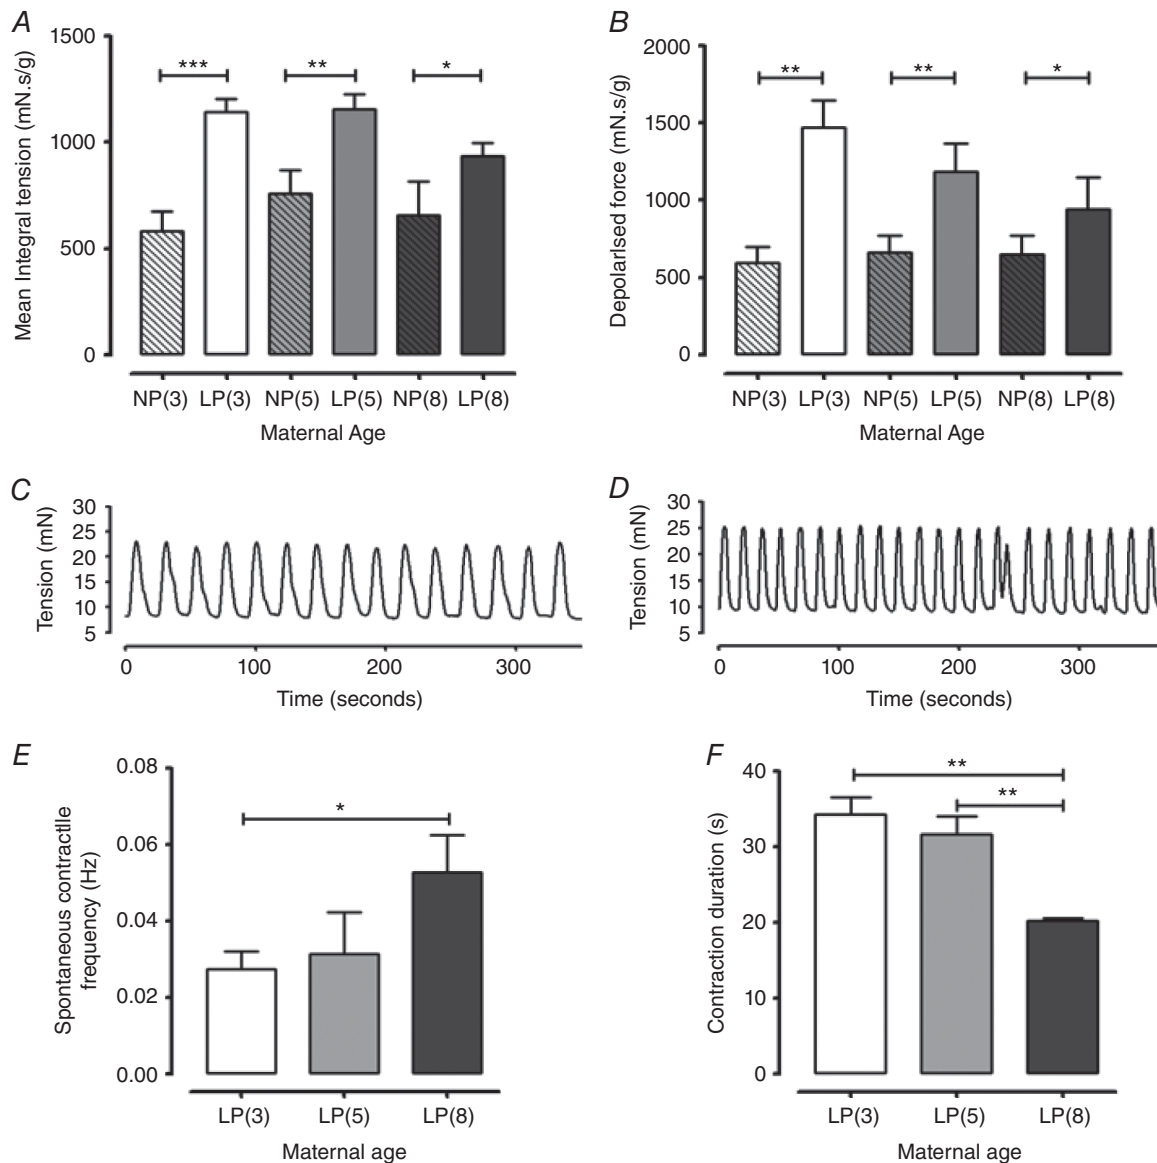 A
Mean Integral tension (mN.s/g)
1500
1000
500
0
***
**
*
NP(3) LP(3) NP(5) LP(5) NP(8) LP(8)
Maternal Age
B
Depolarised force (mN.s/g)
2000
1500
1000
500
0
**
**
*
NP(3) LP(3) NP(5) LP(5) NP(8) LP(8)
Maternal Age
C
Tension (mN)
30
25
20
15
10
5
0 100 200 300
Time (seconds)
D
Tension (mN)
30
25
20
15
10
5
0 100 200 300
Time (seconds)
E
Spontaneous contractile
frequency (Hz)
0.08
0.06
0.04
0.02
0.00
*
LP(3) LP(5) LP(8)
Maternal age
F
Contraction duration (s)
40
30
20
10
0
**
**
LP(3) LP(5) LP(8)
Maternal age